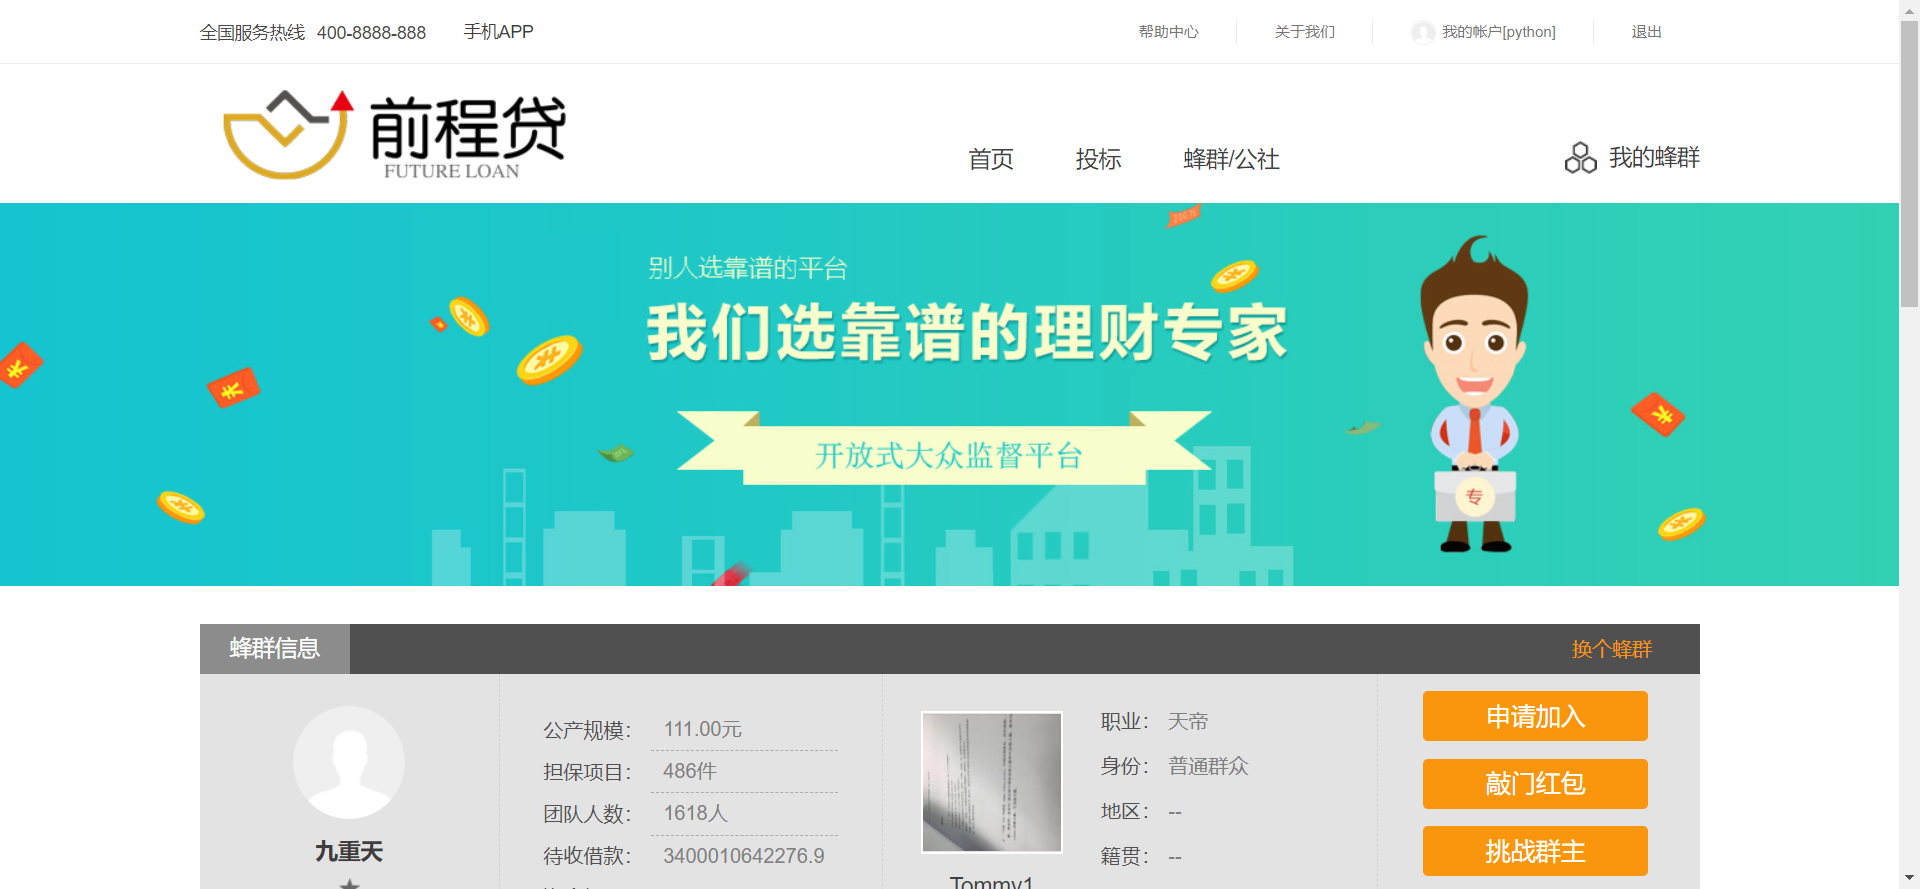 全国服务热线 400-8888-888 手机APP
帮助中心 关于我们 我的帐户[python] 退出
前程贷
FUTURE LOAN
首页 投标 蜂群/公社 我的蜂群
别人选靠谱的平台
我们选靠谱的理财专家
开放式大众监督平台
专
蜂群信息 换个蜂群
九重天
公产规模： 111.00元
担保项目： 486件
团队人数： 1618人
待收借款： 3400010642276.9
Tommy1
职业： 天帝
身份： 普通群众
地区： --
籍贯： --
申请加入
敲门红包
挑战群主